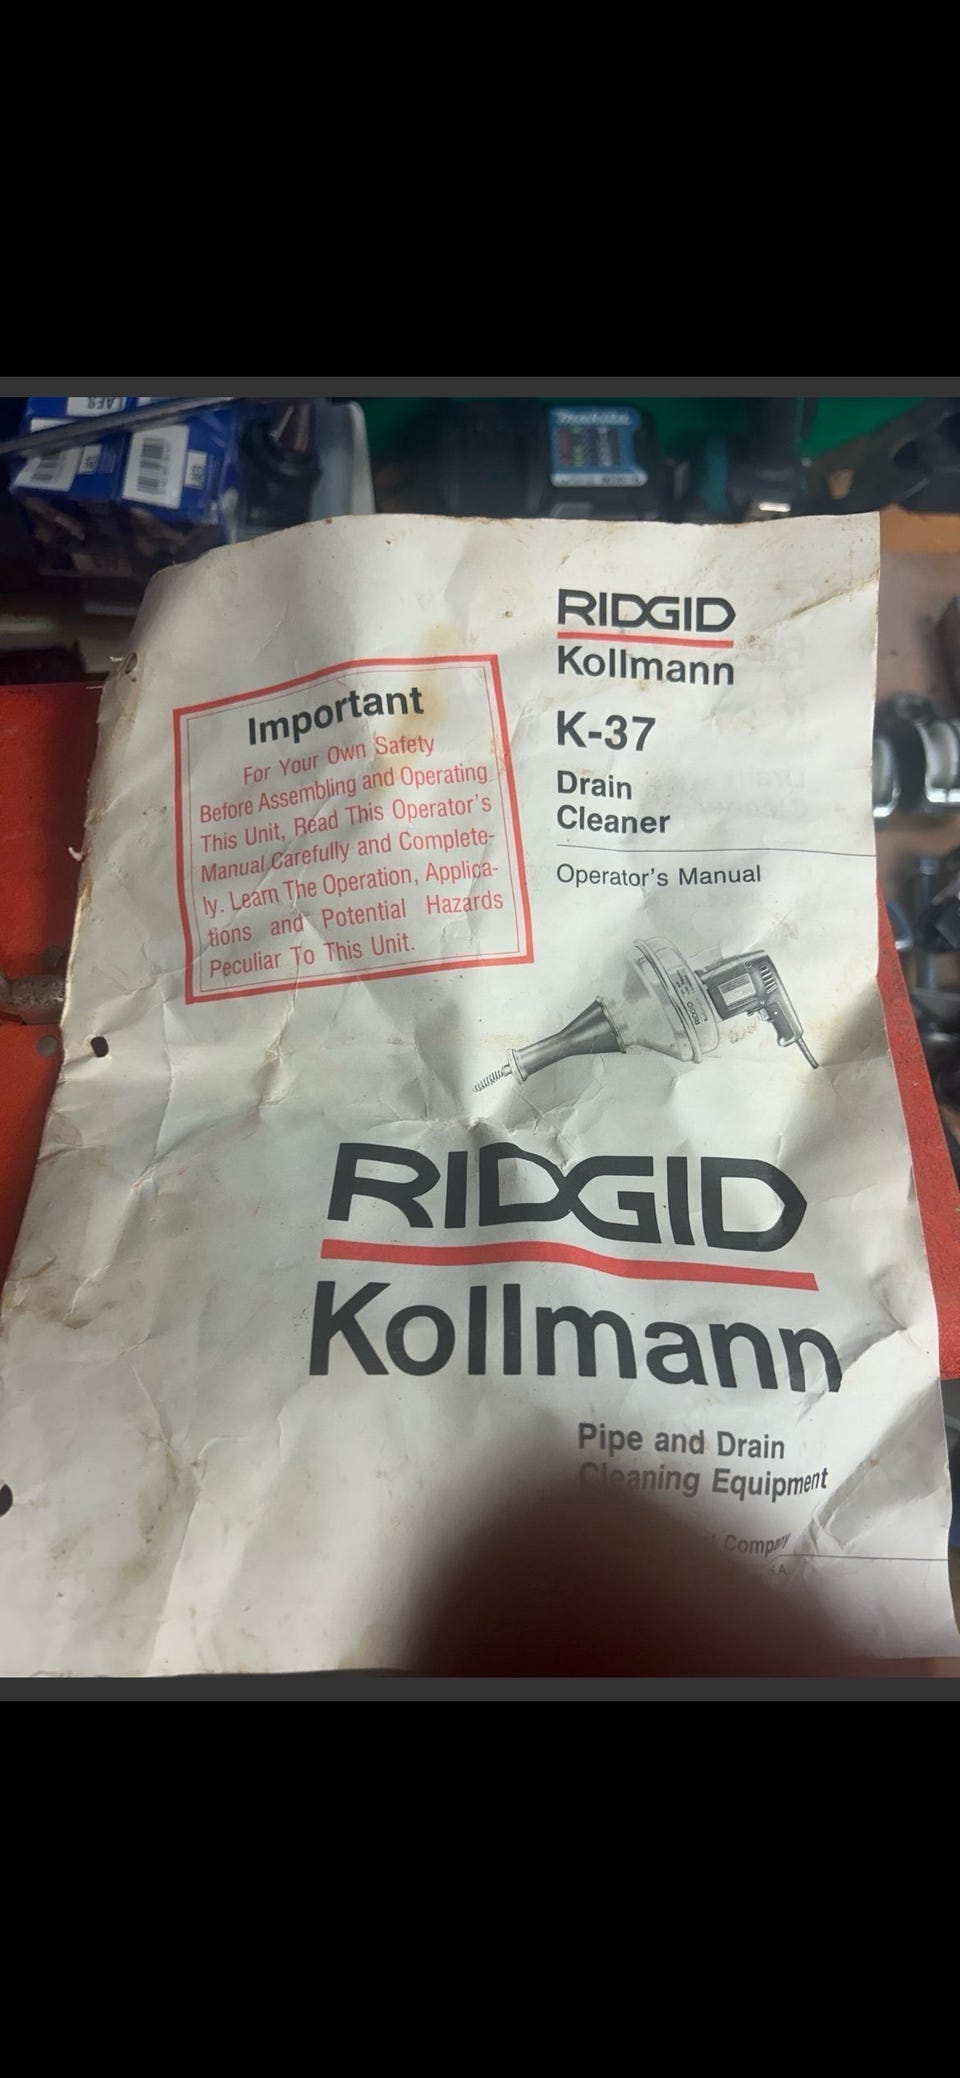 Important
For Your Own Safety
Before Assembling and Operating
This Unit, Read This Operator's
Manual Carefully and Complete-
ly. Learn The Operation, Applica-
tions and Potential Hazards
Peculiar To This Unit.
RIDGID
Kollmann
K-37
Drain
Cleaner
Operator's Manual
RIDGID
RIDGID
Kollmann
Pipe and Drain
Cleaning Equipment
Company